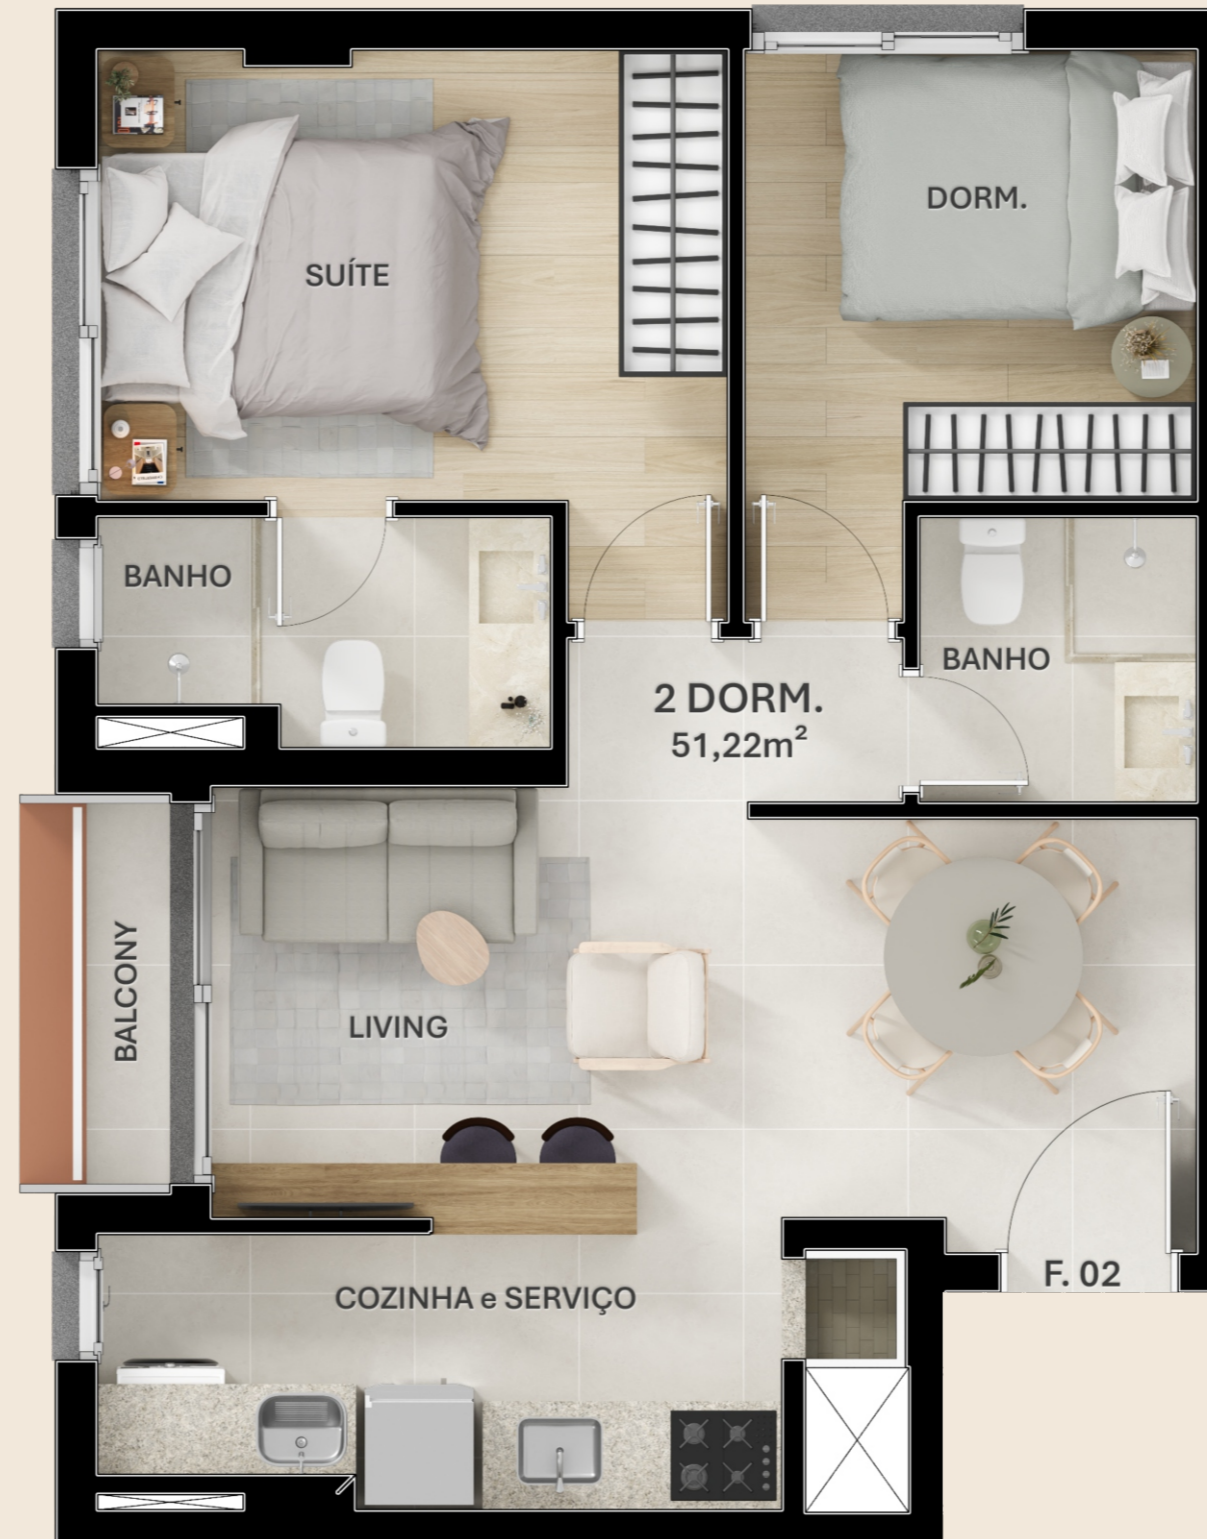 SUÍTE
DORM.
BANHO
BANHO
2 DORM.
51,22m²
BALCONY
LIVING
COZINHA e SERVIÇO
F. 02